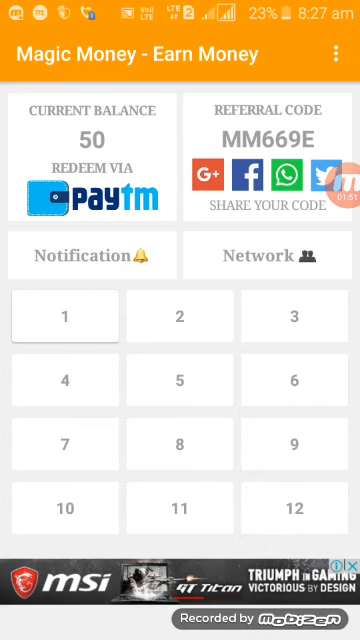 23% 8:27 am
Magic Money - Earn Money
CURRENT BALANCE
50
REDEEM VIA
paytm
REFERRAL CODE
MM669E
G+
SHARE YOUR CODE
01:51
Notification
Network
1 2 3
4 5 6
7 8 9
10 11 12
msi
GT Titan
TRIUMPH IN GAMING
VICTORIOUS BY DESIGN
Recorded by MOBIZEN